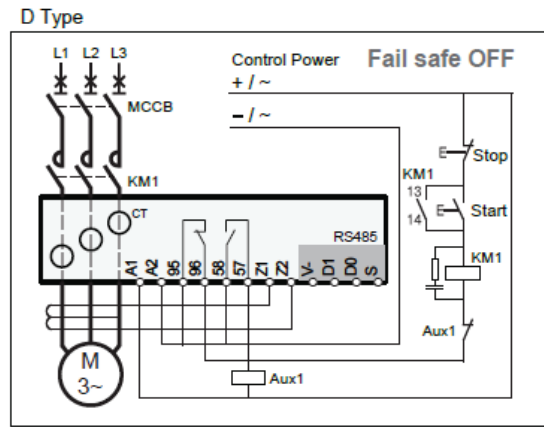 D Type
L1 L2 L3
Control Power Fail safe OFF
+ / ~
MCCB
– / ~
Stop
KM1
KM1
13
14
Start
CT
RS485
KM1
A1 A2 95 96 58 57 Z1 Z2 V- D1 D0 S
Aux1
M
3~
Aux1